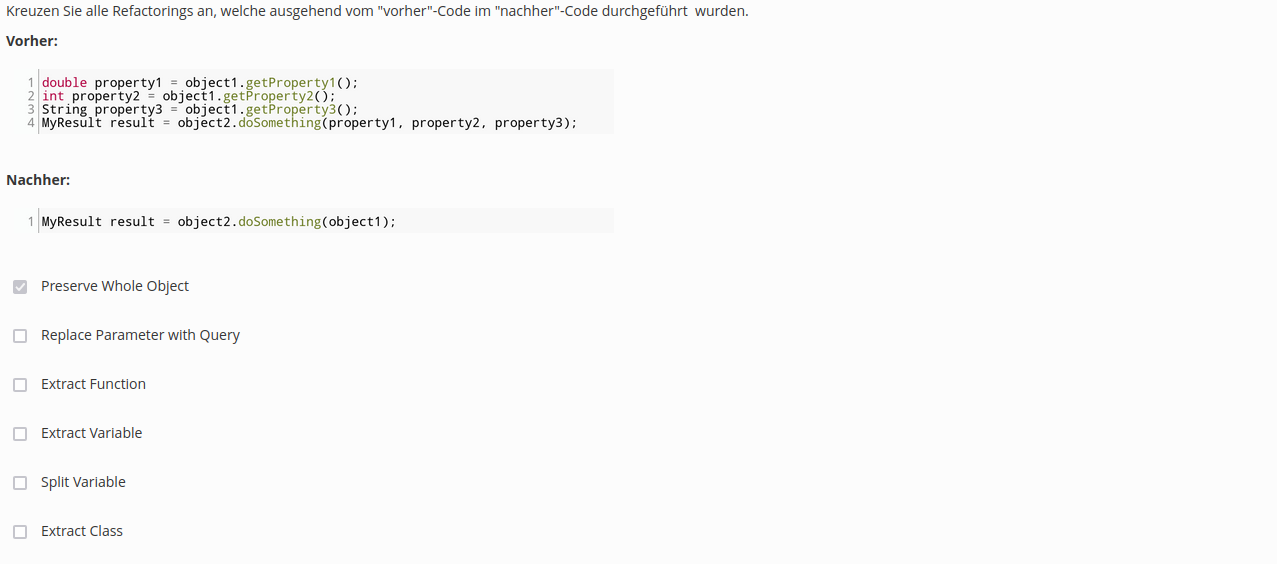 Kreuzen Sie alle Refactorings an, welche ausgehend vom "vorher"-Code im "nachher"-Code durchgeführt  wurden.
Vorher:
1 double property1 = object1.getProperty1();
2 int property2 = object1.getProperty2();
3 String property3 = object1.getProperty3();
4 MyResult result = object2.doSomething(property1, property2, property3);
Nachher:
1 MyResult result = object2.doSomething(object1);
Preserve Whole Object
Replace Parameter with Query
Extract Function
Extract Variable
Split Variable
Extract Class